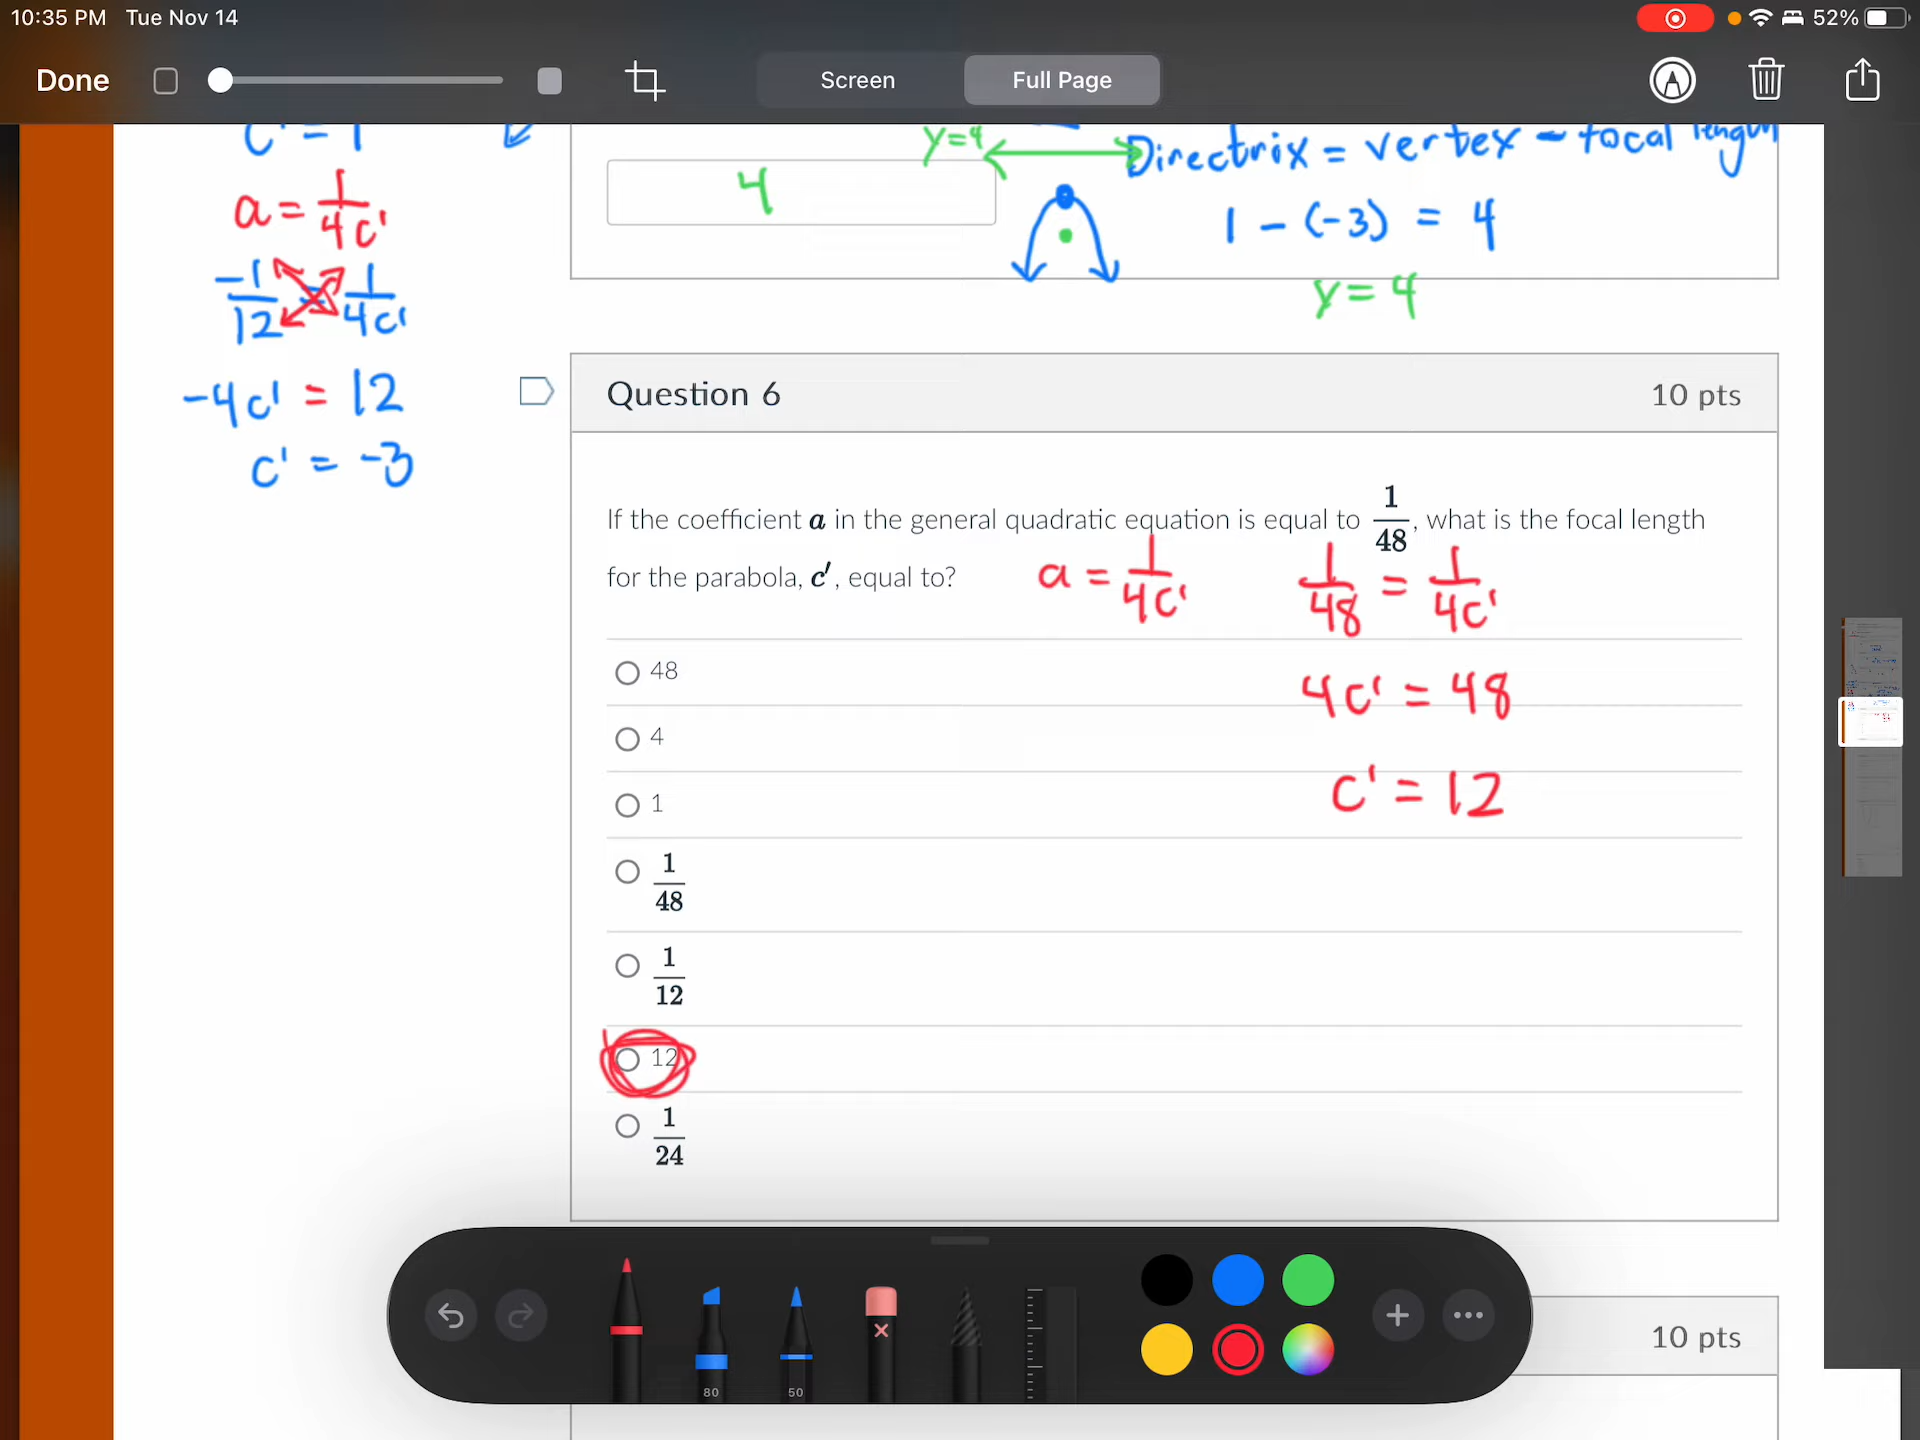 10:35 PM Tue Nov 14
52%
Done
Screen
Full Page
c' = 1
a = 1/4c'
-1/12 = 1/4c'
-4c' = 12
c' = -3
y=4
4
Directrix = vertex - focal length
1 - (-3) = 4
y = 4
Question 6
10 pts
If the coefficient a in the general quadratic equation is equal to 1/48, what is the focal length
for the parabola, c', equal to?
a = 1/4c'
1/48 = 1/4c'
4c' = 48
c' = 12
48
4
1
1/48
1/12
12
1/24
80
50
10 pts